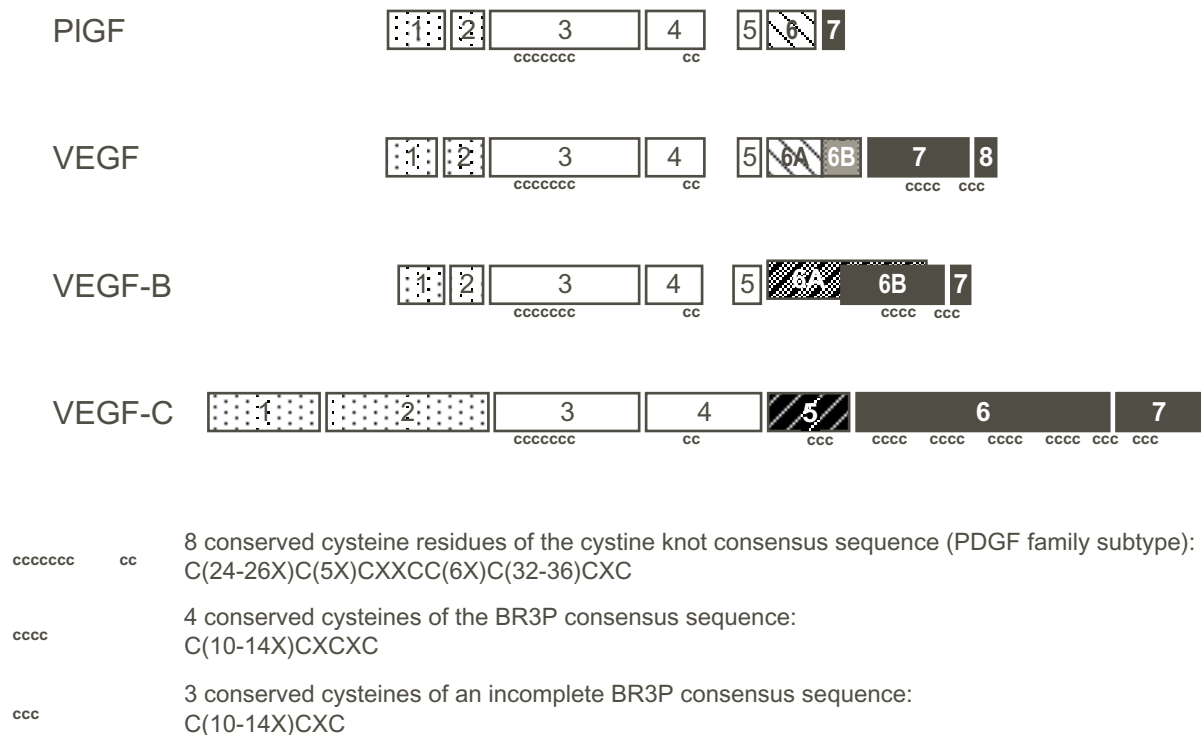 PlGF 1 2 3 4 5 6 7
ccccccc cc
VEGF 1 2 3 4 5 6A 6B 7 8
ccccccc cc cccc ccc
VEGF-B 1 2 3 4 5 6A 6B 7
ccccccc cc cccc ccc
VEGF-C 1 2 3 4 5 6 7
ccccccc cc ccc cccc cccc cccc cccc ccc ccc
8 conserved cysteine residues of the cystine knot consensus sequence (PDGF family subtype):
ccccccc cc
C(24-26X)C(5X)CXXCC(6X)C(32-36)CXC
4 conserved cysteines of the BR3P consensus sequence:
cccc
C(10-14X)CXCXC
3 conserved cysteines of an incomplete BR3P consensus sequence:
ccc
C(10-14X)CXC